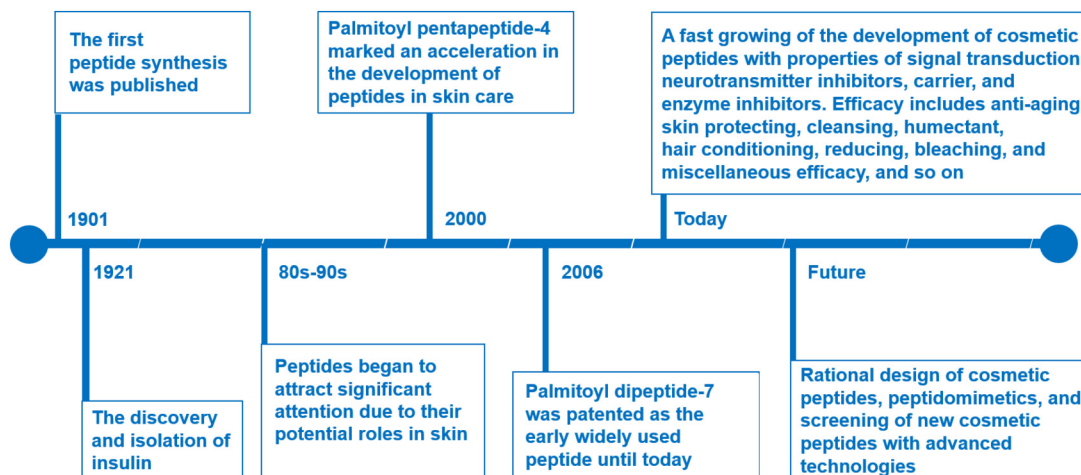 The first
peptide synthesis
was published
1901
1921
The discovery
and isolation of
insulin
80s-90s
Peptides began to
attract significant
attention due to their
potential roles in skin
Palmitoyl pentapeptide-4
marked an acceleration in
the development of
peptides in skin care
2000
2006
Palmitoyl dipeptide-7
was patented as the
early widely used
peptide until today
A fast growing of the development of cosmetic
peptides with properties of signal transduction
neurotransmitter inhibitors, carrier, and
enzyme inhibitors. Efficacy includes anti-aging
skin protecting, cleansing, humectant,
hair conditioning, reducing, bleaching, and
miscellaneous efficacy, and so on
Today
Future
Rational design of cosmetic
peptides, peptidomimetics, and
screening of new cosmetic
peptides with advanced
technologies